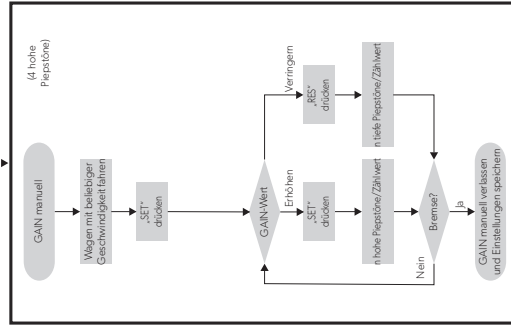 (4 hohe
Piepstöne)
GAIN manuell
Wagen mit beliebiger
Geschwindigkeit fahren
„SET“
drücken
GAIN-Wert
Erhöhen
Verringern
„SET“
drücken
„RES“
drücken
n hohe Piepstöne/Zählwert
n tiefe Piepstöne/Zählwert
Bremse?
Nein
Ja
GAIN manuell verlassen
und Einstellungen speichern